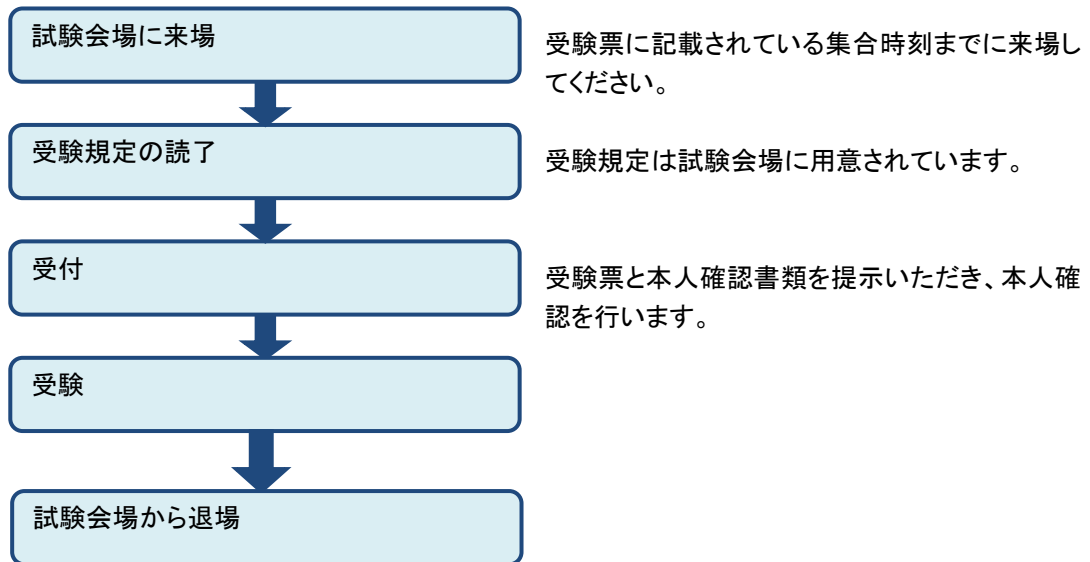 試験会場に来場
受験票に記載されている集合時刻までに来場し
てください。
受験規定の読了
受験規定は試験会場に用意されています。
受付
受験票と本人確認書類を提示いただき、本人確
認を行います。
受験
試験会場から退場